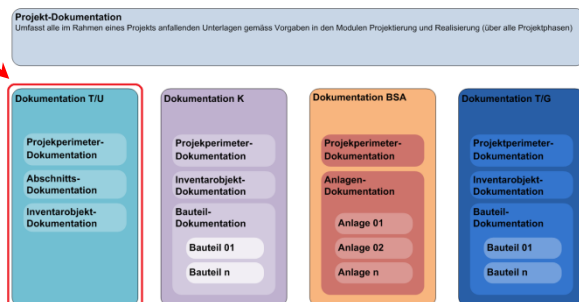 Projekt-Dokumentation
Umfasst alle im Rahmen eines Projekts anfallenden Unterlagen gemäss Vorgaben in den Modulen Projektierung und Realisierung (über alle Projektphasen)
Dokumentation T/U
Projekperimeter-
Dokumentation
Abschnitts-
Dokumentation
Inventarobjekt-
Dokumentation
Dokumentation K
Projekperimeter-
Dokumentation
Inventarobjekt-
Dokumentation
Bauteil-
Dokumentation
Bauteil 01
Bauteil n
Dokumentation BSA
Projekperimeter-
Dokumentation
Anlagen-
Dokumentation
Anlage 01
Anlage 02
Anlage n
Dokumentation T/G
Projektperimeter-
Dokumentation
Inventarobjekt-
Dokumentation
Bauteil-
Dokumentation
Bauteil 01
Bauteil n